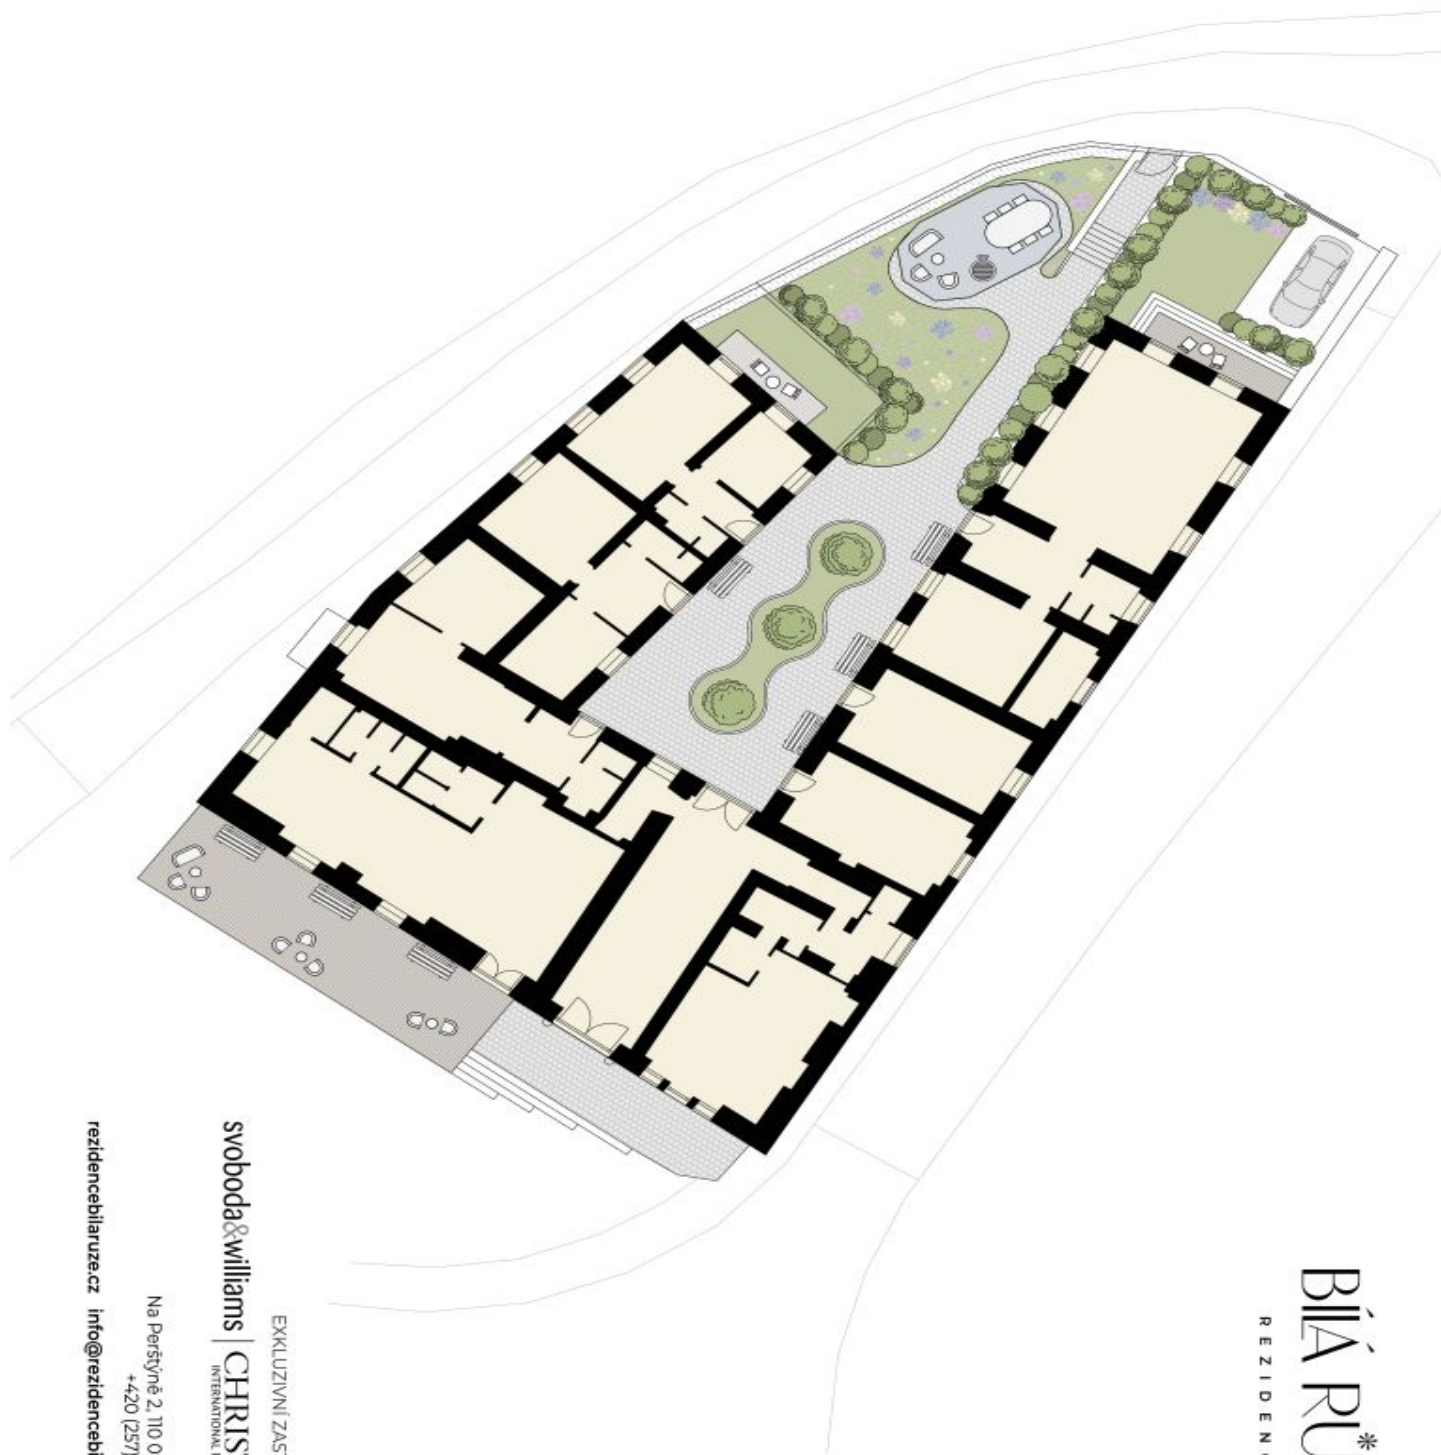 BÍLÁ RŮ
REZIDEN
EXKLUZIVNÍ ZAS
svoboda&williams | CHRIS
INTERNATIONAL
Na Perštýně 2, 110 0
+420 (257)
rezidencebilaruze.cz info@rezidencebi